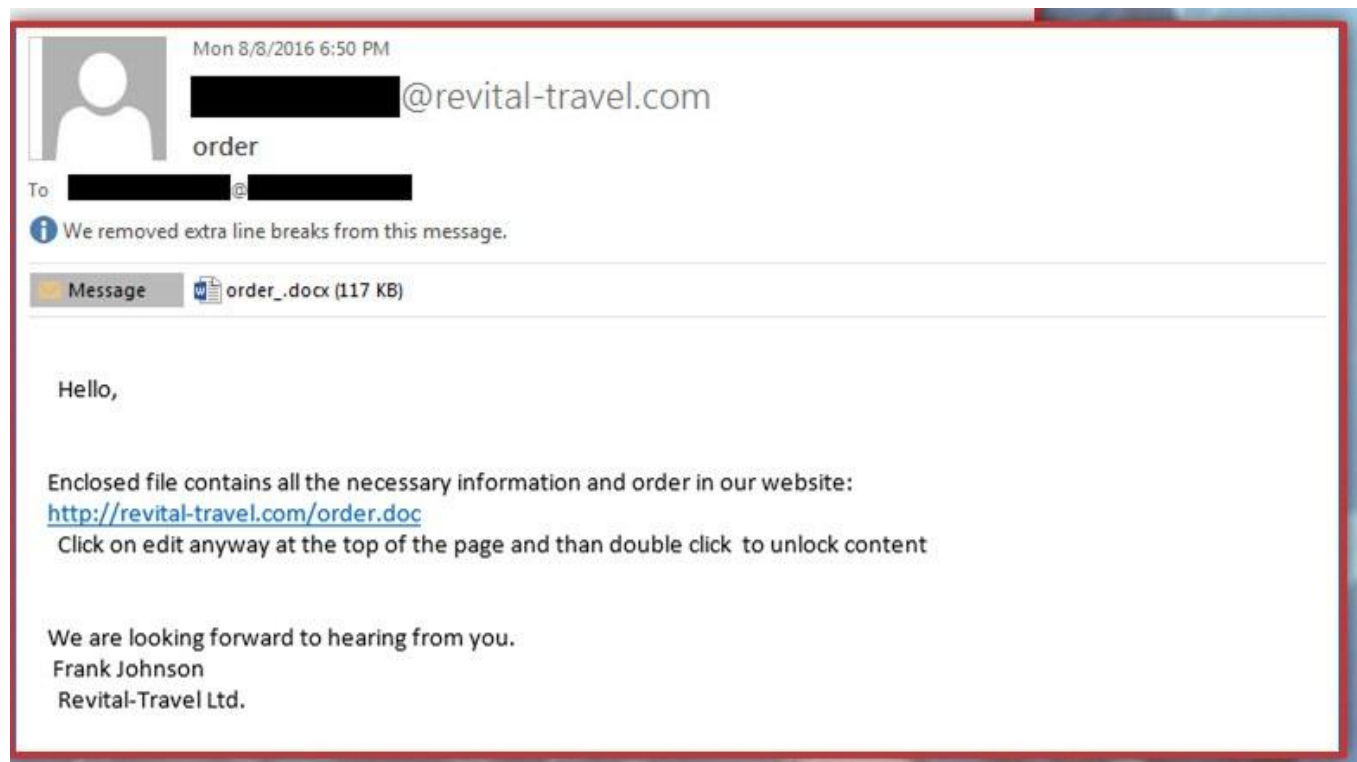 Mon 8/8/2016 6:50 PM
@revital-travel.com
order
To @
We removed extra line breaks from this message.
Message order_.docx (117 KB)
Hello,
Enclosed file contains all the necessary information and order in our website:
http://revital-travel.com/order.doc
Click on edit anyway at the top of the page and than double click to unlock content
We are looking forward to hearing from you.
Frank Johnson
Revital-Travel Ltd.